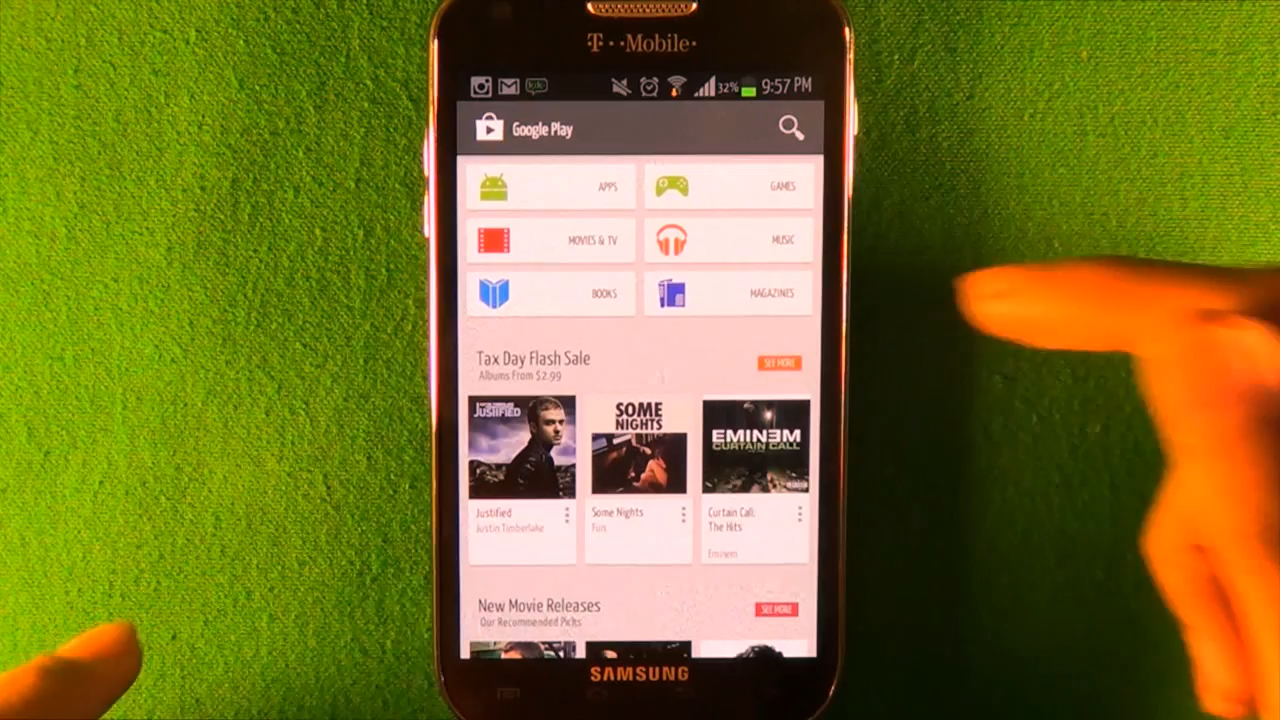 T··Mobile·
kik·
32% 9:57 PM
Google Play
APPS
GAMES
MOVIES & TV
MUSIC
BOOKS
MAGAZINES
Tax Day Flash Sale
SEE MORE
Albums From $2.99
JUSTIFIED
SOME
NIGHTS
EMINEM
CURTAIN CALL
Justified
Justin Timberlake
Some Nights
Fun.
Curtain Call:
The Hits
Eminem
New Movie Releases
SEE MORE
Our Recommended Picks
SAMSUNG